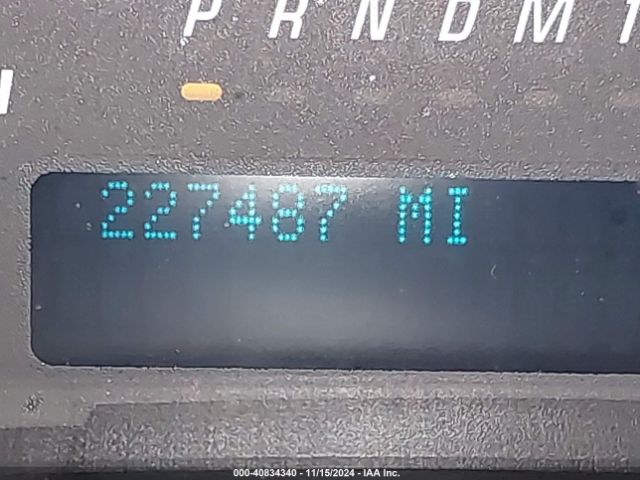 P R N D M
227487 MI
000-40834340 - 11/15/2024 - IAA Inc.